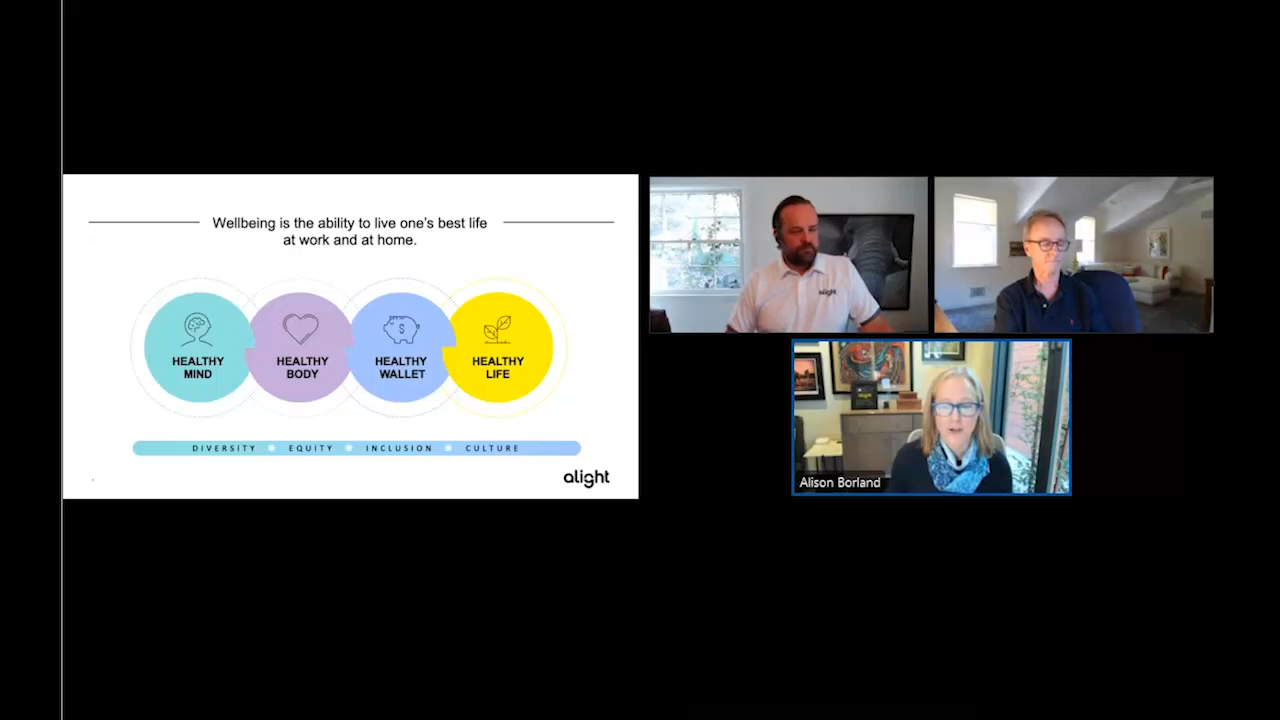 Wellbeing is the ability to live one's best life
at work and at home.
HEALTHY
MIND
HEALTHY
BODY
HEALTHY
WALLET
HEALTHY
LIFE
DIVERSITY EQUITY INCLUSION CULTURE
alight
alight
Alison Borland